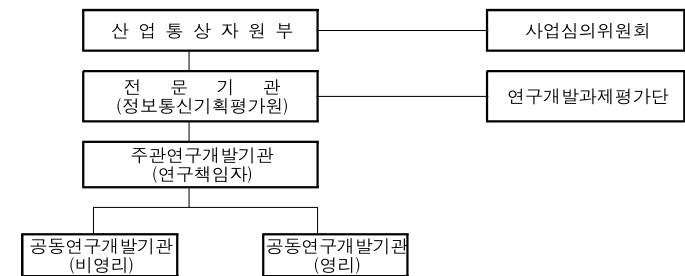 산 업 통 상 자 원 부
사업심의위원회
전 문 기 관
(정보통신기획평가원)
연구개발과제평가단
주관연구개발기관
(연구책임자)
공동연구개발기관
(비영리)
공동연구개발기관
(영리)